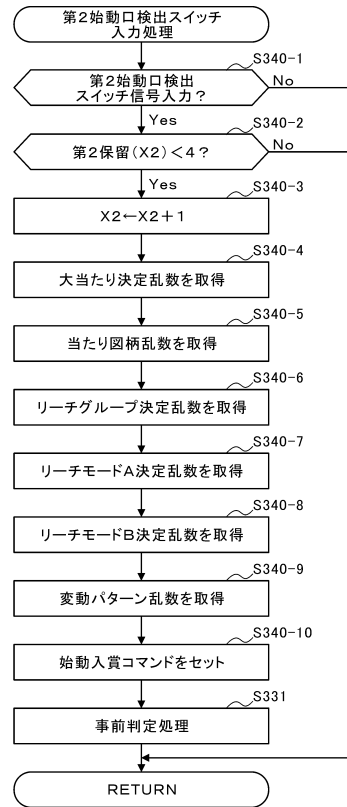 第2始動口検出スイッチ
入力処理
S340-1
第2始動口検出
スイッチ信号入力？
No
Yes
S340-2
第2保留(X2)＜4？
No
Yes
S340-3
X2←X2＋1
S340-4
大当たり決定乱数を取得
S340-5
当たり図柄乱数を取得
S340-6
リーチグループ決定乱数を取得
S340-7
リーチモードA決定乱数を取得
S340-8
リーチモードB決定乱数を取得
S340-9
変動パターン乱数を取得
S340-10
始動入賞コマンドをセット
S331
事前判定処理
RETURN